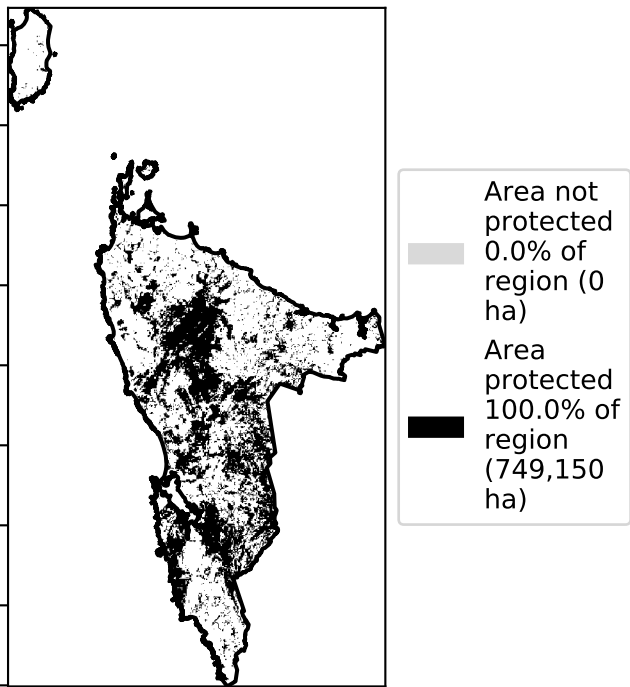 Area not
protected
0.0% of
region (0
ha)
Area
protected
100.0% of
region
(749,150
ha)